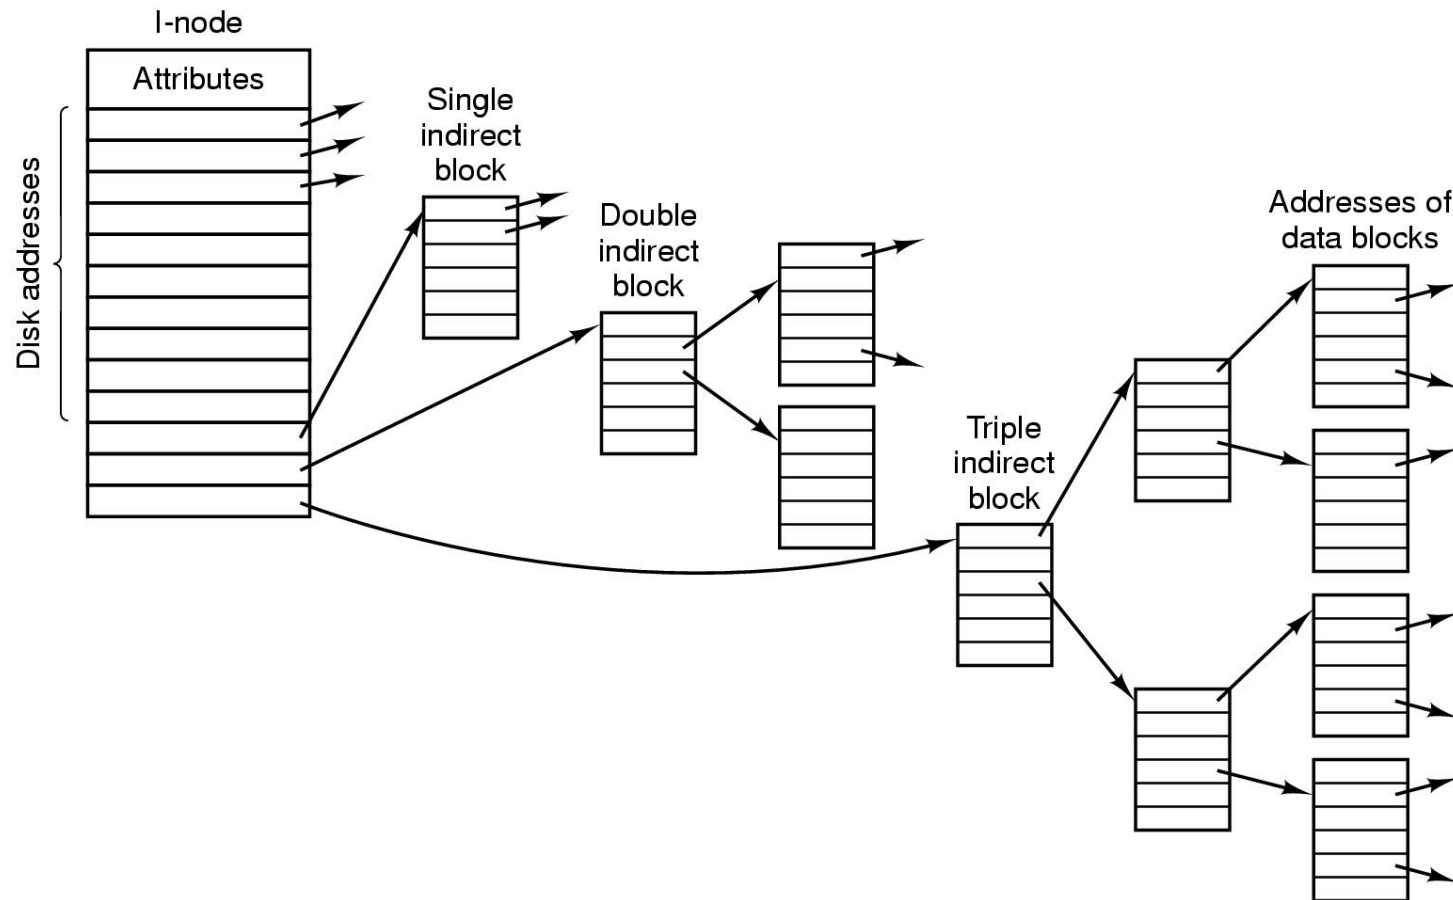 I-node
Attributes
Disk addresses
Single
indirect
block
Double
indirect
block
Triple
indirect
block
Addresses of
data blocks